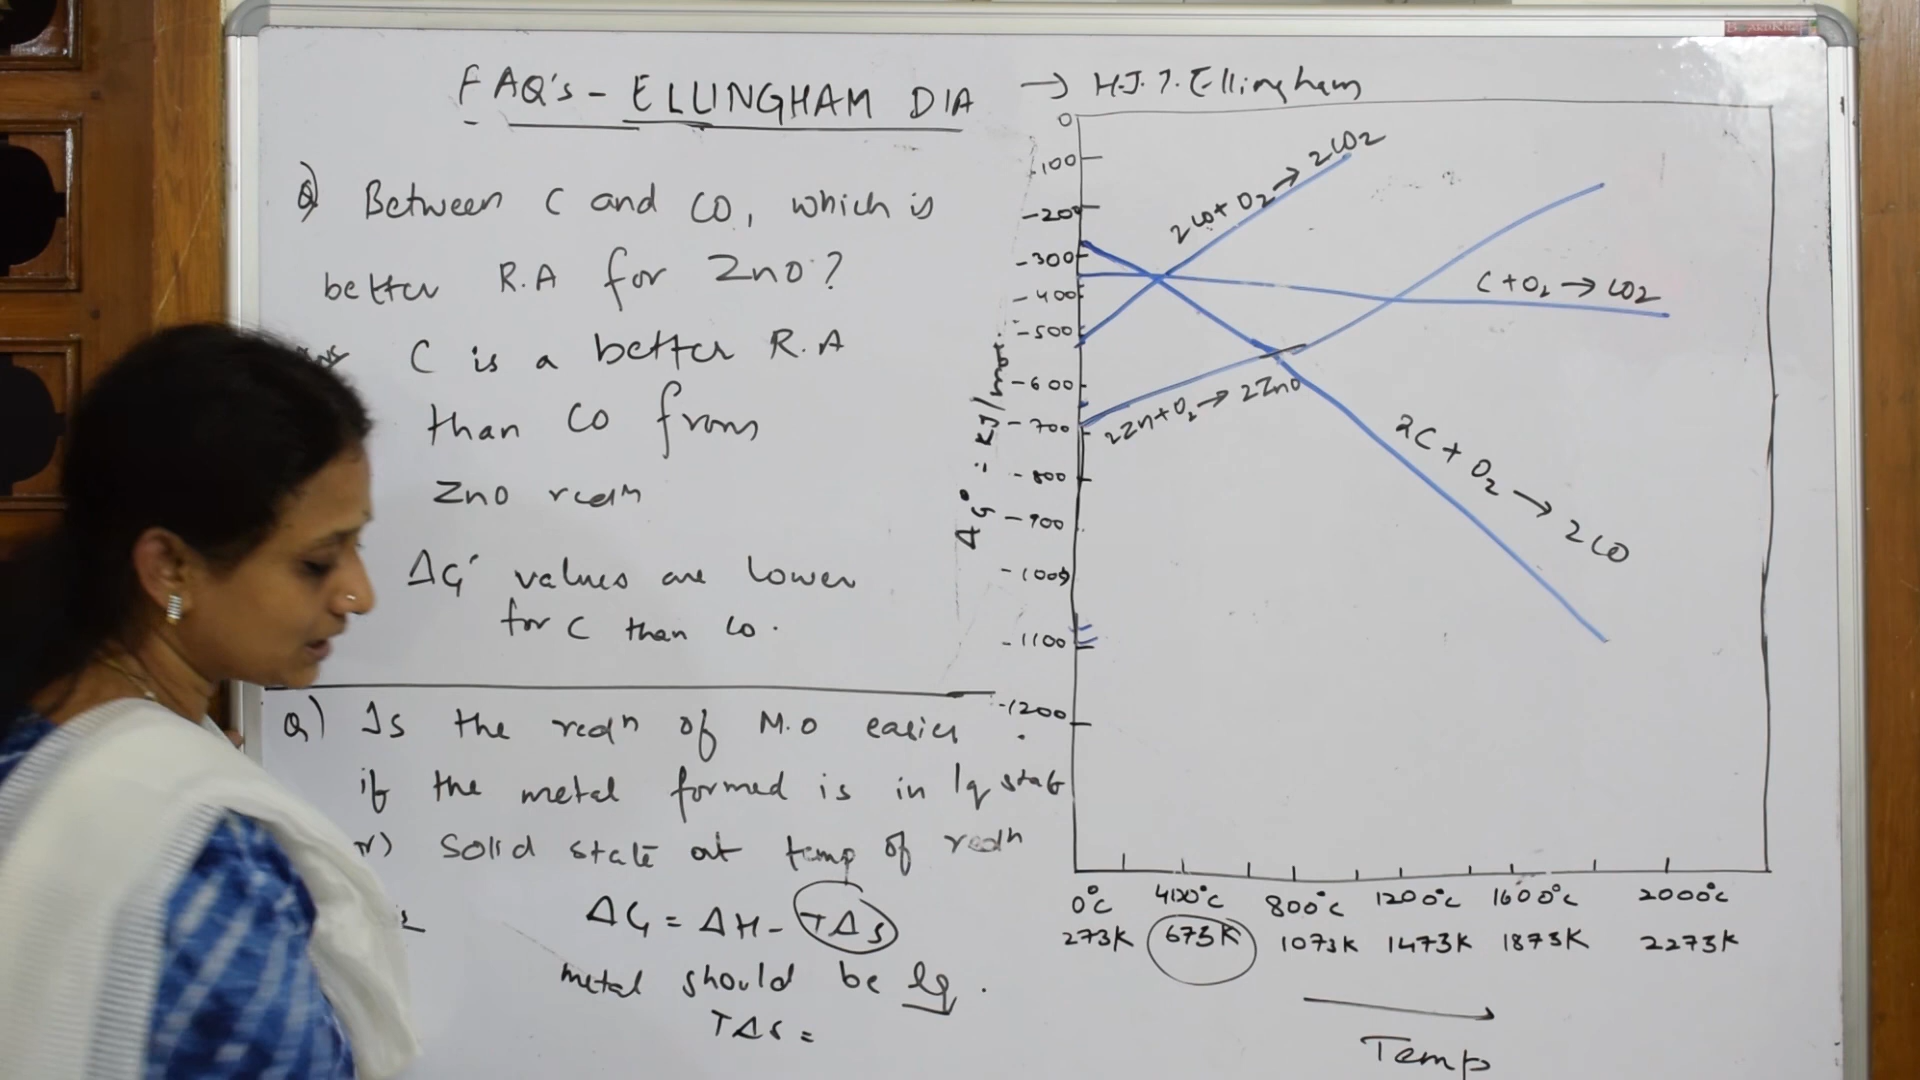 FAQ's - ELLINGHAM DIA → H.J.T. Ellingham
Q) Between C and CO, which is
better R.A for ZnO?
Ans C is a better R.A
than CO from
ZnO redn
ΔG° values are lower
for C than CO.
Q) Is the redn of M.O easier
if the metal formed is in lq state
or) Solid state at temp of redn
ΔG = ΔH - TΔS
metal should be lq.
TΔS =
ΔG° = KJ/mol
0
-100
-200
-300
-400
-500
-600
-700
-800
-900
-1000
-1100
-1200
2CO + O2 → 2CO2
C + O2 → CO2
2Zn + O2 → 2ZnO
2C + O2 → 2CO
0°C 400°C 800°C 1200°C 1600°C 2000°C
273K 673K 1073K 1473K 1873K 2273K
Temp